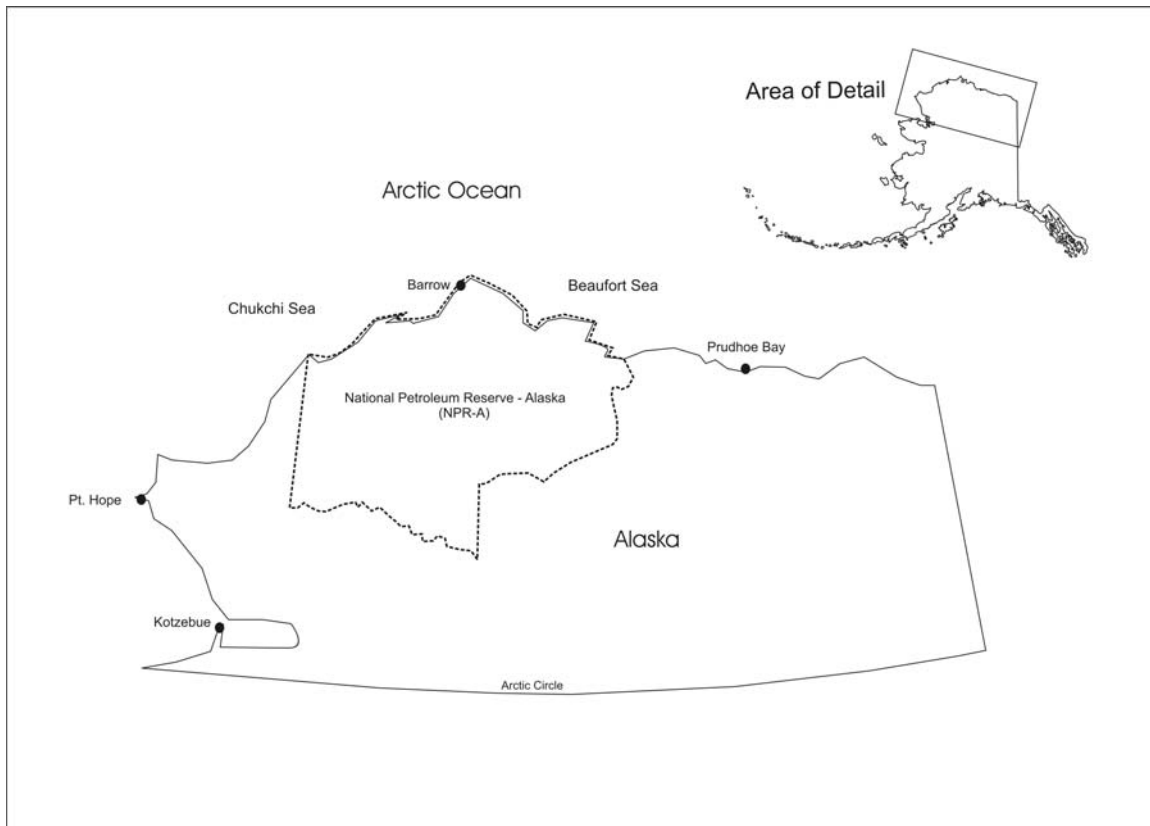 Area of Detail
Arctic Ocean
Barrow
Beaufort Sea
Chukchi Sea
Prudhoe Bay
National Petroleum Reserve - Alaska
(NPR-A)
Pt. Hope
Alaska
Kotzebue
Arctic Circle